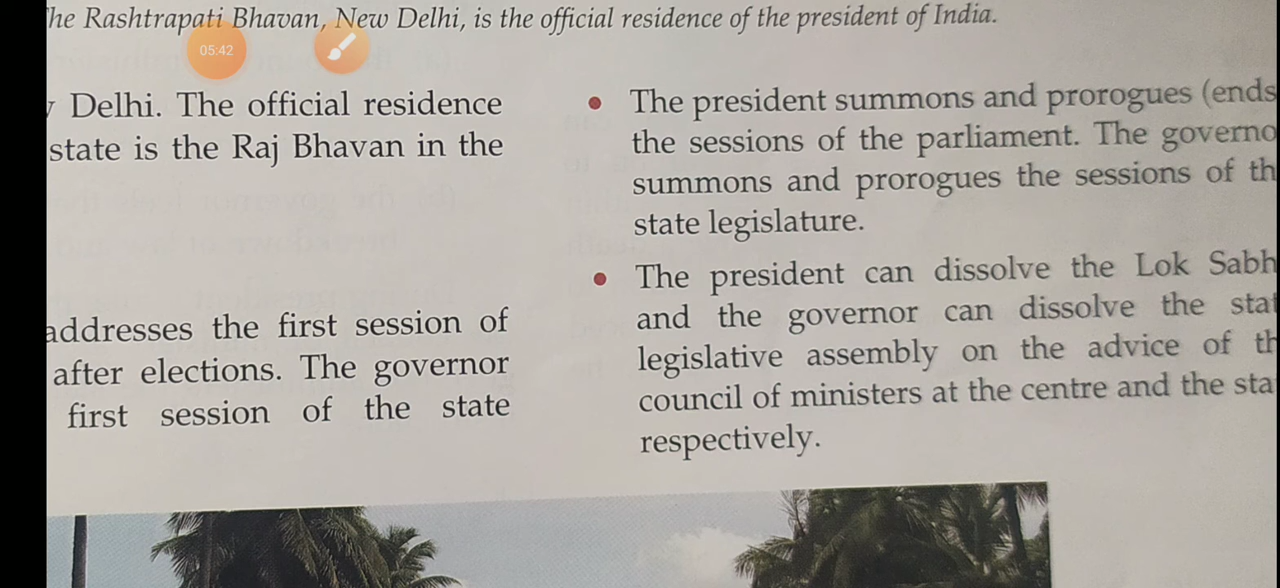 The Rashtrapati Bhavan, New Delhi, is the official residence of the president of India.
05:42
Delhi. The official residence
state is the Raj Bhavan in the
addresses the first session of
after elections. The governor
first session of the state
• The president summons and prorogues (ends
the sessions of the parliament. The governo
summons and prorogues the sessions of th
state legislature.
• The president can dissolve the Lok Sabh
and the governor can dissolve the stat
legislative assembly on the advice of th
council of ministers at the centre and the sta
respectively.